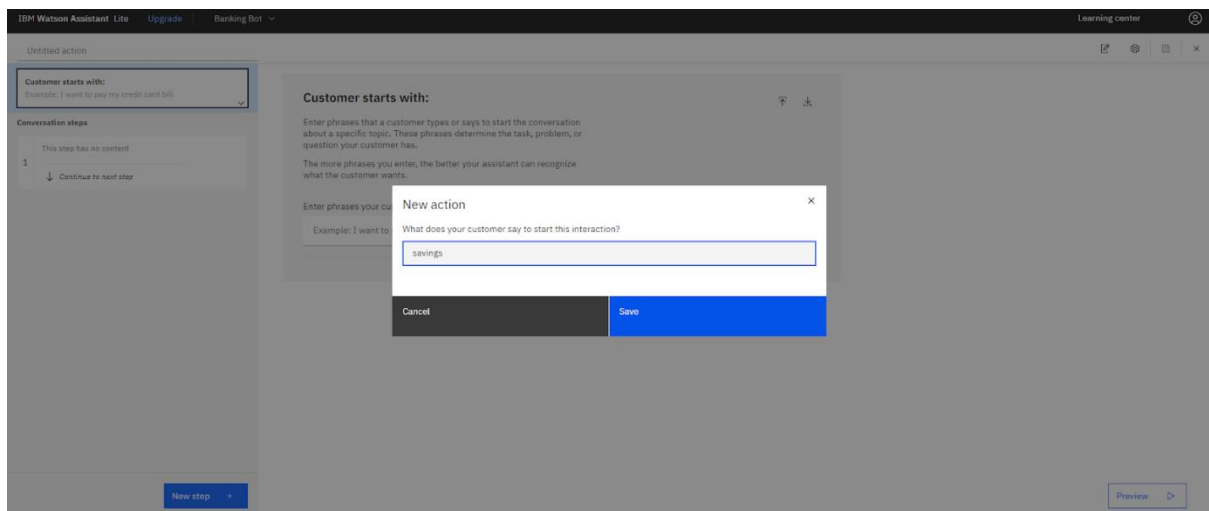 IBM Watson Assistant Lite Upgrade Banking Bot Learning center
Untitled action
Customer starts with:
Example: I want to pay my credit card bill.
Conversation steps
This step has no content
1
Continue to next step
New step +
Customer starts with:
Enter phrases that a customer types or says to start the conversation
about a specific topic. These phrases determine the task, problem, or
question your customer has.
The more phrases you enter, the better your assistant can recognize
what the customer wants.
Enter phrases your cu
Example: I want to
New action
What does your customer say to start this interaction?
savings
Cancel Save
Preview